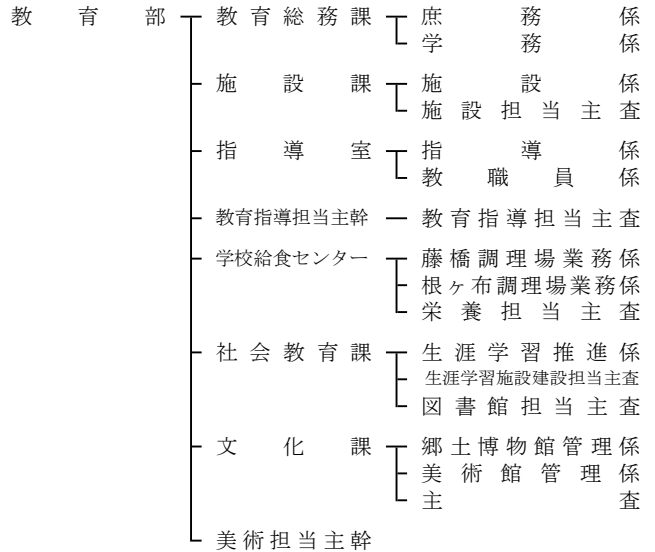 教育部 教育総務課 庶務係
学務係
施設課 施設係
施設担当主査
指導室 指導係
教職員係
教育指導担当主幹 教育指導担当主査
学校給食センター 藤橋調理場業務係
根ヶ布調理場業務係
栄養担当主査
社会教育課 生涯学習推進係
生涯学習施設建設担当主査
図書館担当主査
文化課 郷土博物館管理係
美術館管理係
主査
美術担当主幹